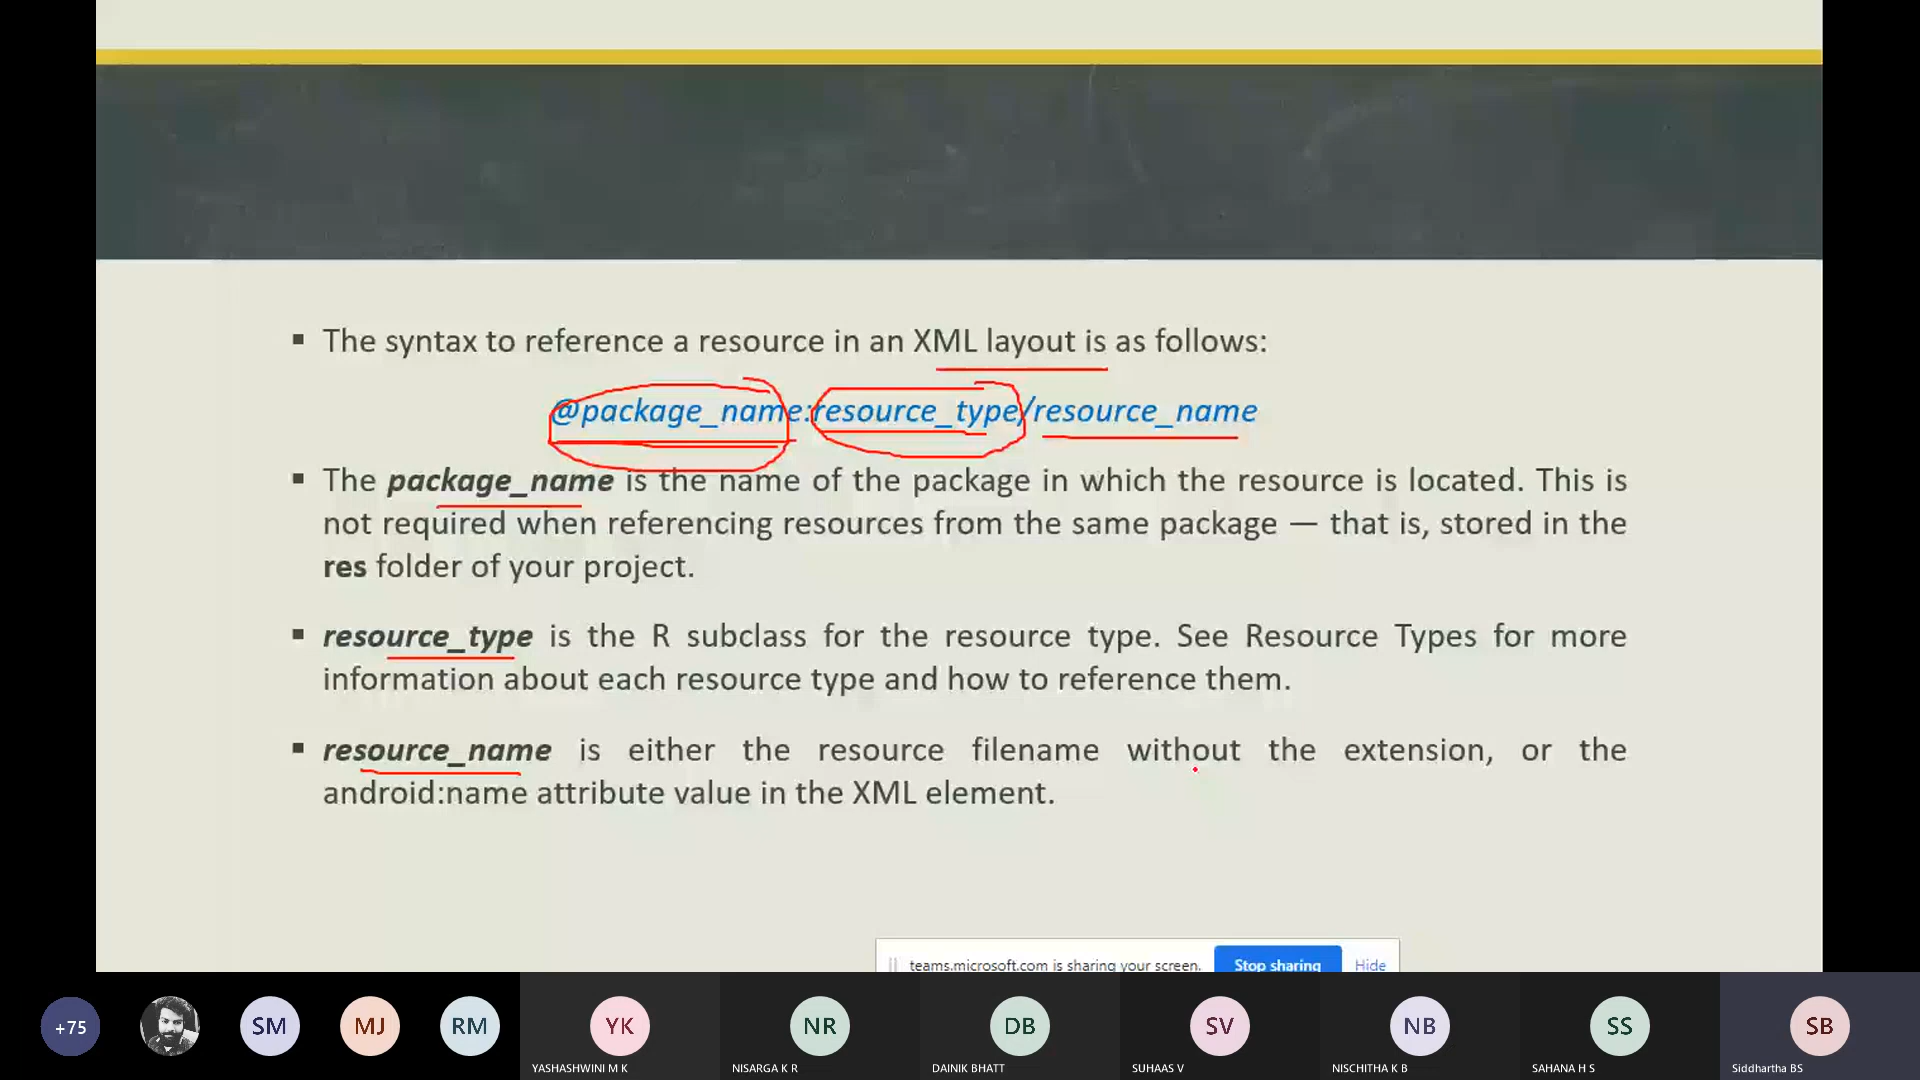 ▪ The syntax to reference a resource in an XML layout is as follows:
@package_name:resource_type/resource_name
▪ The package_name is the name of the package in which the resource is located. This is
not required when referencing resources from the same package — that is, stored in the
res folder of your project.
▪ resource_type is the R subclass for the resource type. See Resource Types for more
information about each resource type and how to reference them.
▪ resource_name is either the resource filename without the extension, or the
android:name attribute value in the XML element.
teams.microsoft.com is sharing your screen. Stop sharing Hide
+75 SM MJ RM YK NR DB SV NB SS SB
YASHASHWINI M K NISARGA K R DAINIK BHATT SUHAAS V NISCHITHA K B SAHANA H S Siddhartha BS